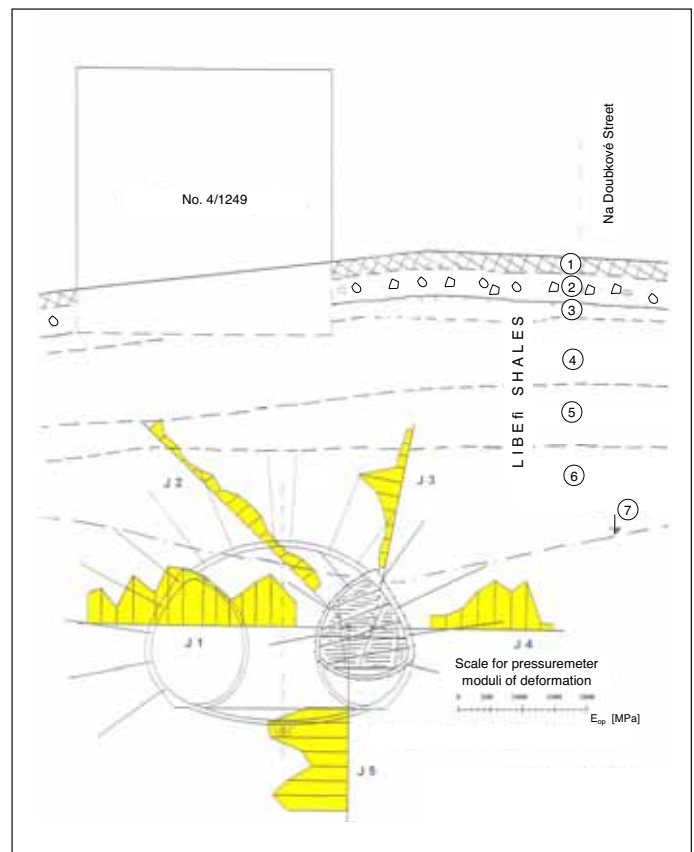 No. 4/1249
Na Doubkové Street
1
2
3
LIBEfi SHALES
4
5
6
7
J 2
J 3
J 1
J 4
Scale for pressuremeter
moduli of deformation
E op [MPa]
J 5